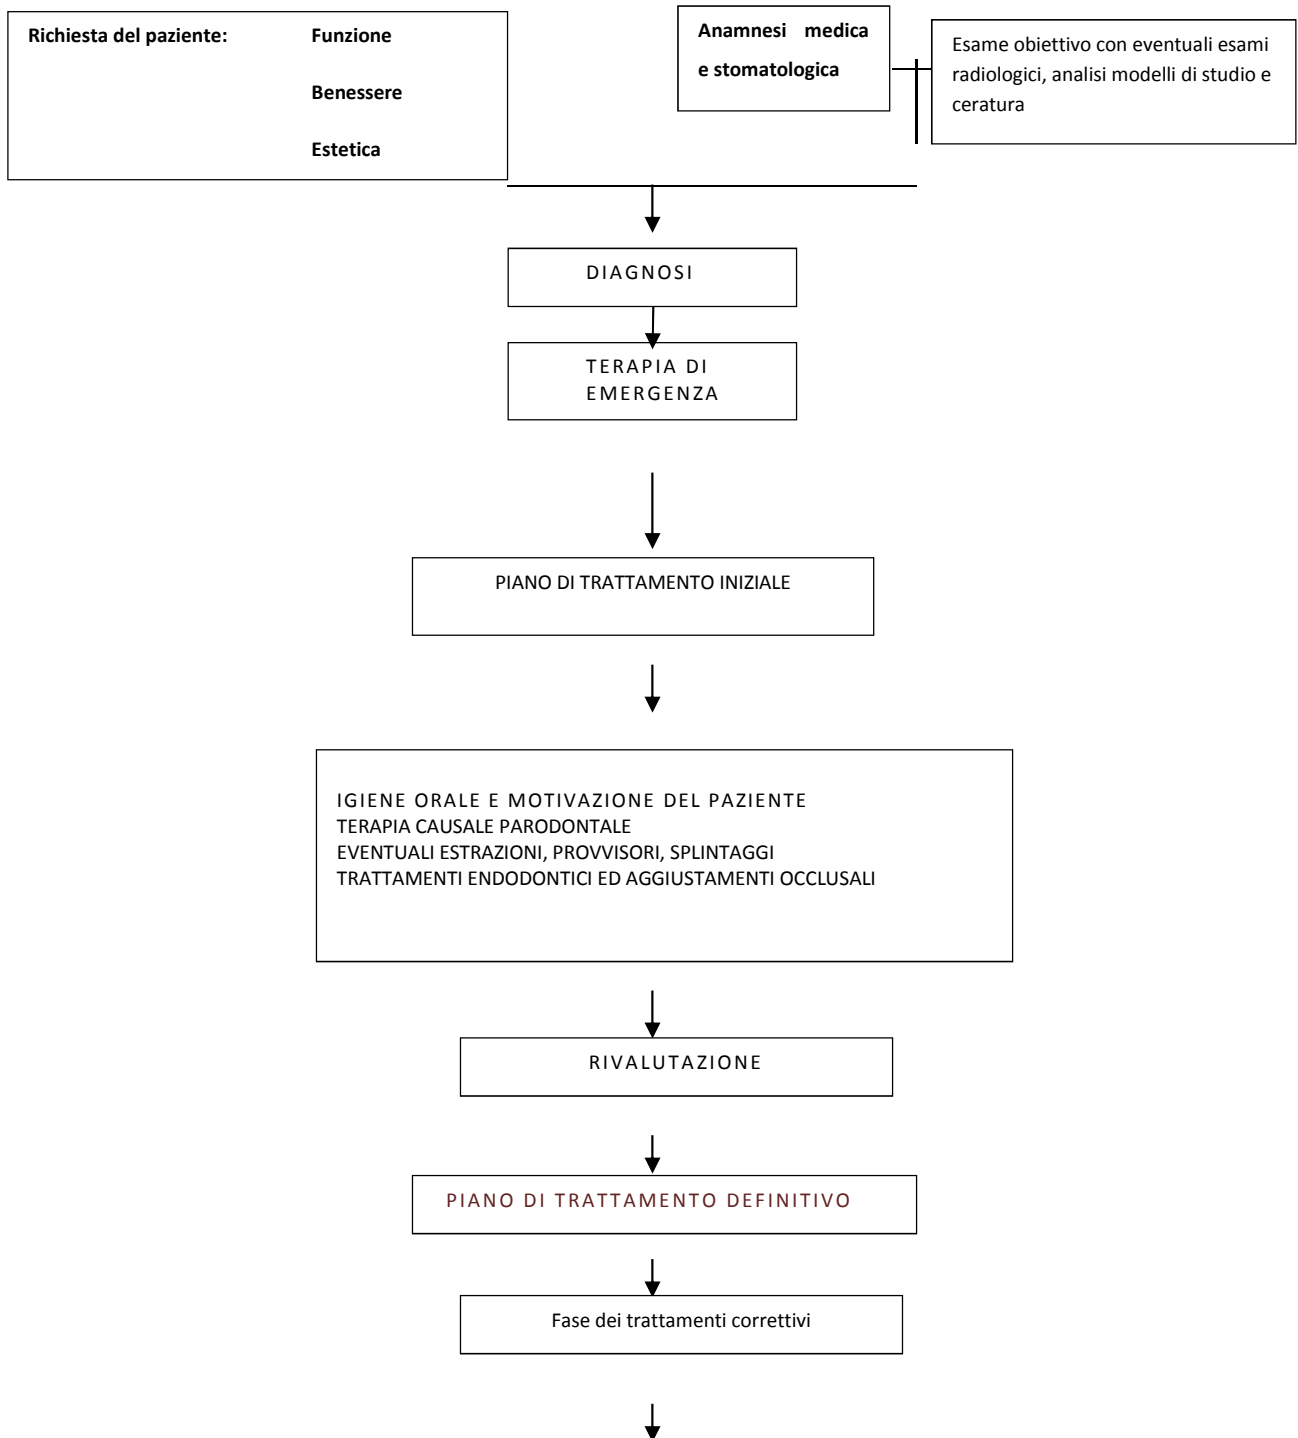 Richiesta del paziente: Funzione
Benessere
Estetica
Anamnesi medica
e stomatologica
Esame obiettivo con eventuali esami
radiologici, analisi modelli di studio e
ceratura
DIAGNOSI
TERAPIA DI
EMERGENZA
PIANO DI TRATTAMENTO INIZIALE
IGIENE ORALE E MOTIVAZIONE DEL PAZIENTE
TERAPIA CAUSALE PARODONTALE
EVENTUALI ESTRAZIONI, PROVVISORI, SPLINTAGGI
TRATTAMENTI ENDODONTICI ED AGGIUSTAMENTI OCCLUSALI
RIVALUTAZIONE
PIANO DI TRATTAMENTO DEFINITIVO
Fase dei trattamenti correttivi